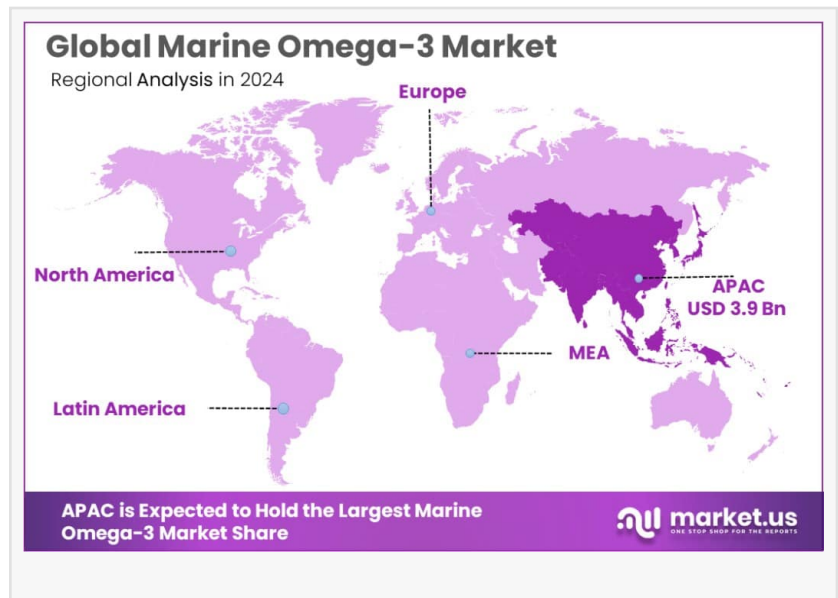 Global Marine Omega-3 Market
Regional Analysis in 2024
Europe
North America
APAC
USD 3.9 Bn
MEA
Latin America
APAC is Expected to Hold the Largest Marine
Omega-3 Market Share
market.us
ONE STOP SHOP FOR THE REPORTS